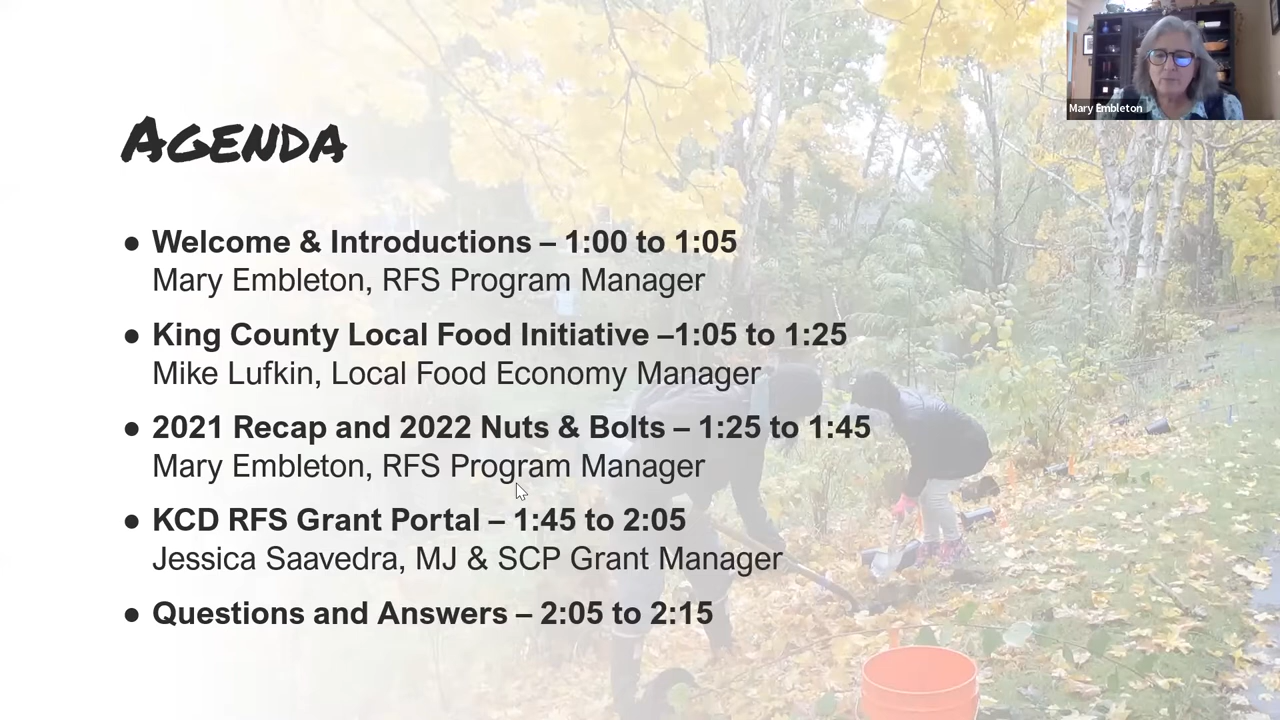 Mary Embleton
AGENDA
● Welcome & Introductions – 1:00 to 1:05
Mary Embleton, RFS Program Manager
● King County Local Food Initiative –1:05 to 1:25
Mike Lufkin, Local Food Economy Manager
● 2021 Recap and 2022 Nuts & Bolts – 1:25 to 1:45
Mary Embleton, RFS Program Manager
● KCD RFS Grant Portal – 1:45 to 2:05
Jessica Saavedra, MJ & SCP Grant Manager
● Questions and Answers – 2:05 to 2:15